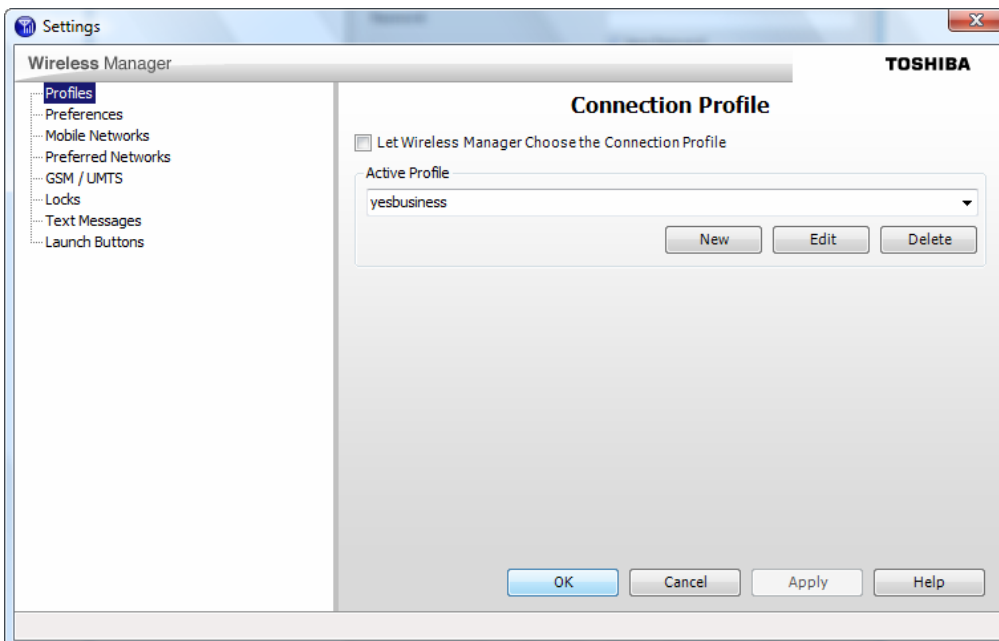 Settings
Wireless Manager
TOSHIBA
Profiles
Preferences
Mobile Networks
Preferred Networks
GSM / UMTS
Locks
Text Messages
Launch Buttons
Connection Profile
Let Wireless Manager Choose the Connection Profile
Active Profile
yesbusiness
New Edit Delete
OK Cancel Apply Help